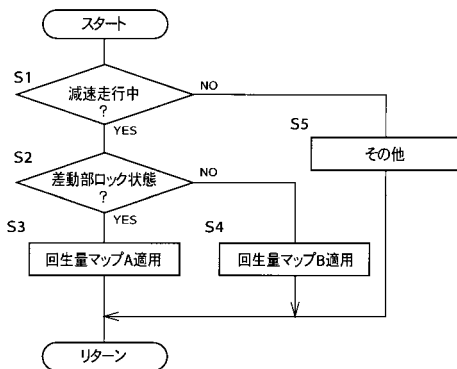 スタート
S1
減速走行中
?
NO
YES
S5
その他
S2
差動部ロック状態
?
NO
YES
S3
回生量マップA適用
S4
回生量マップB適用
リターン